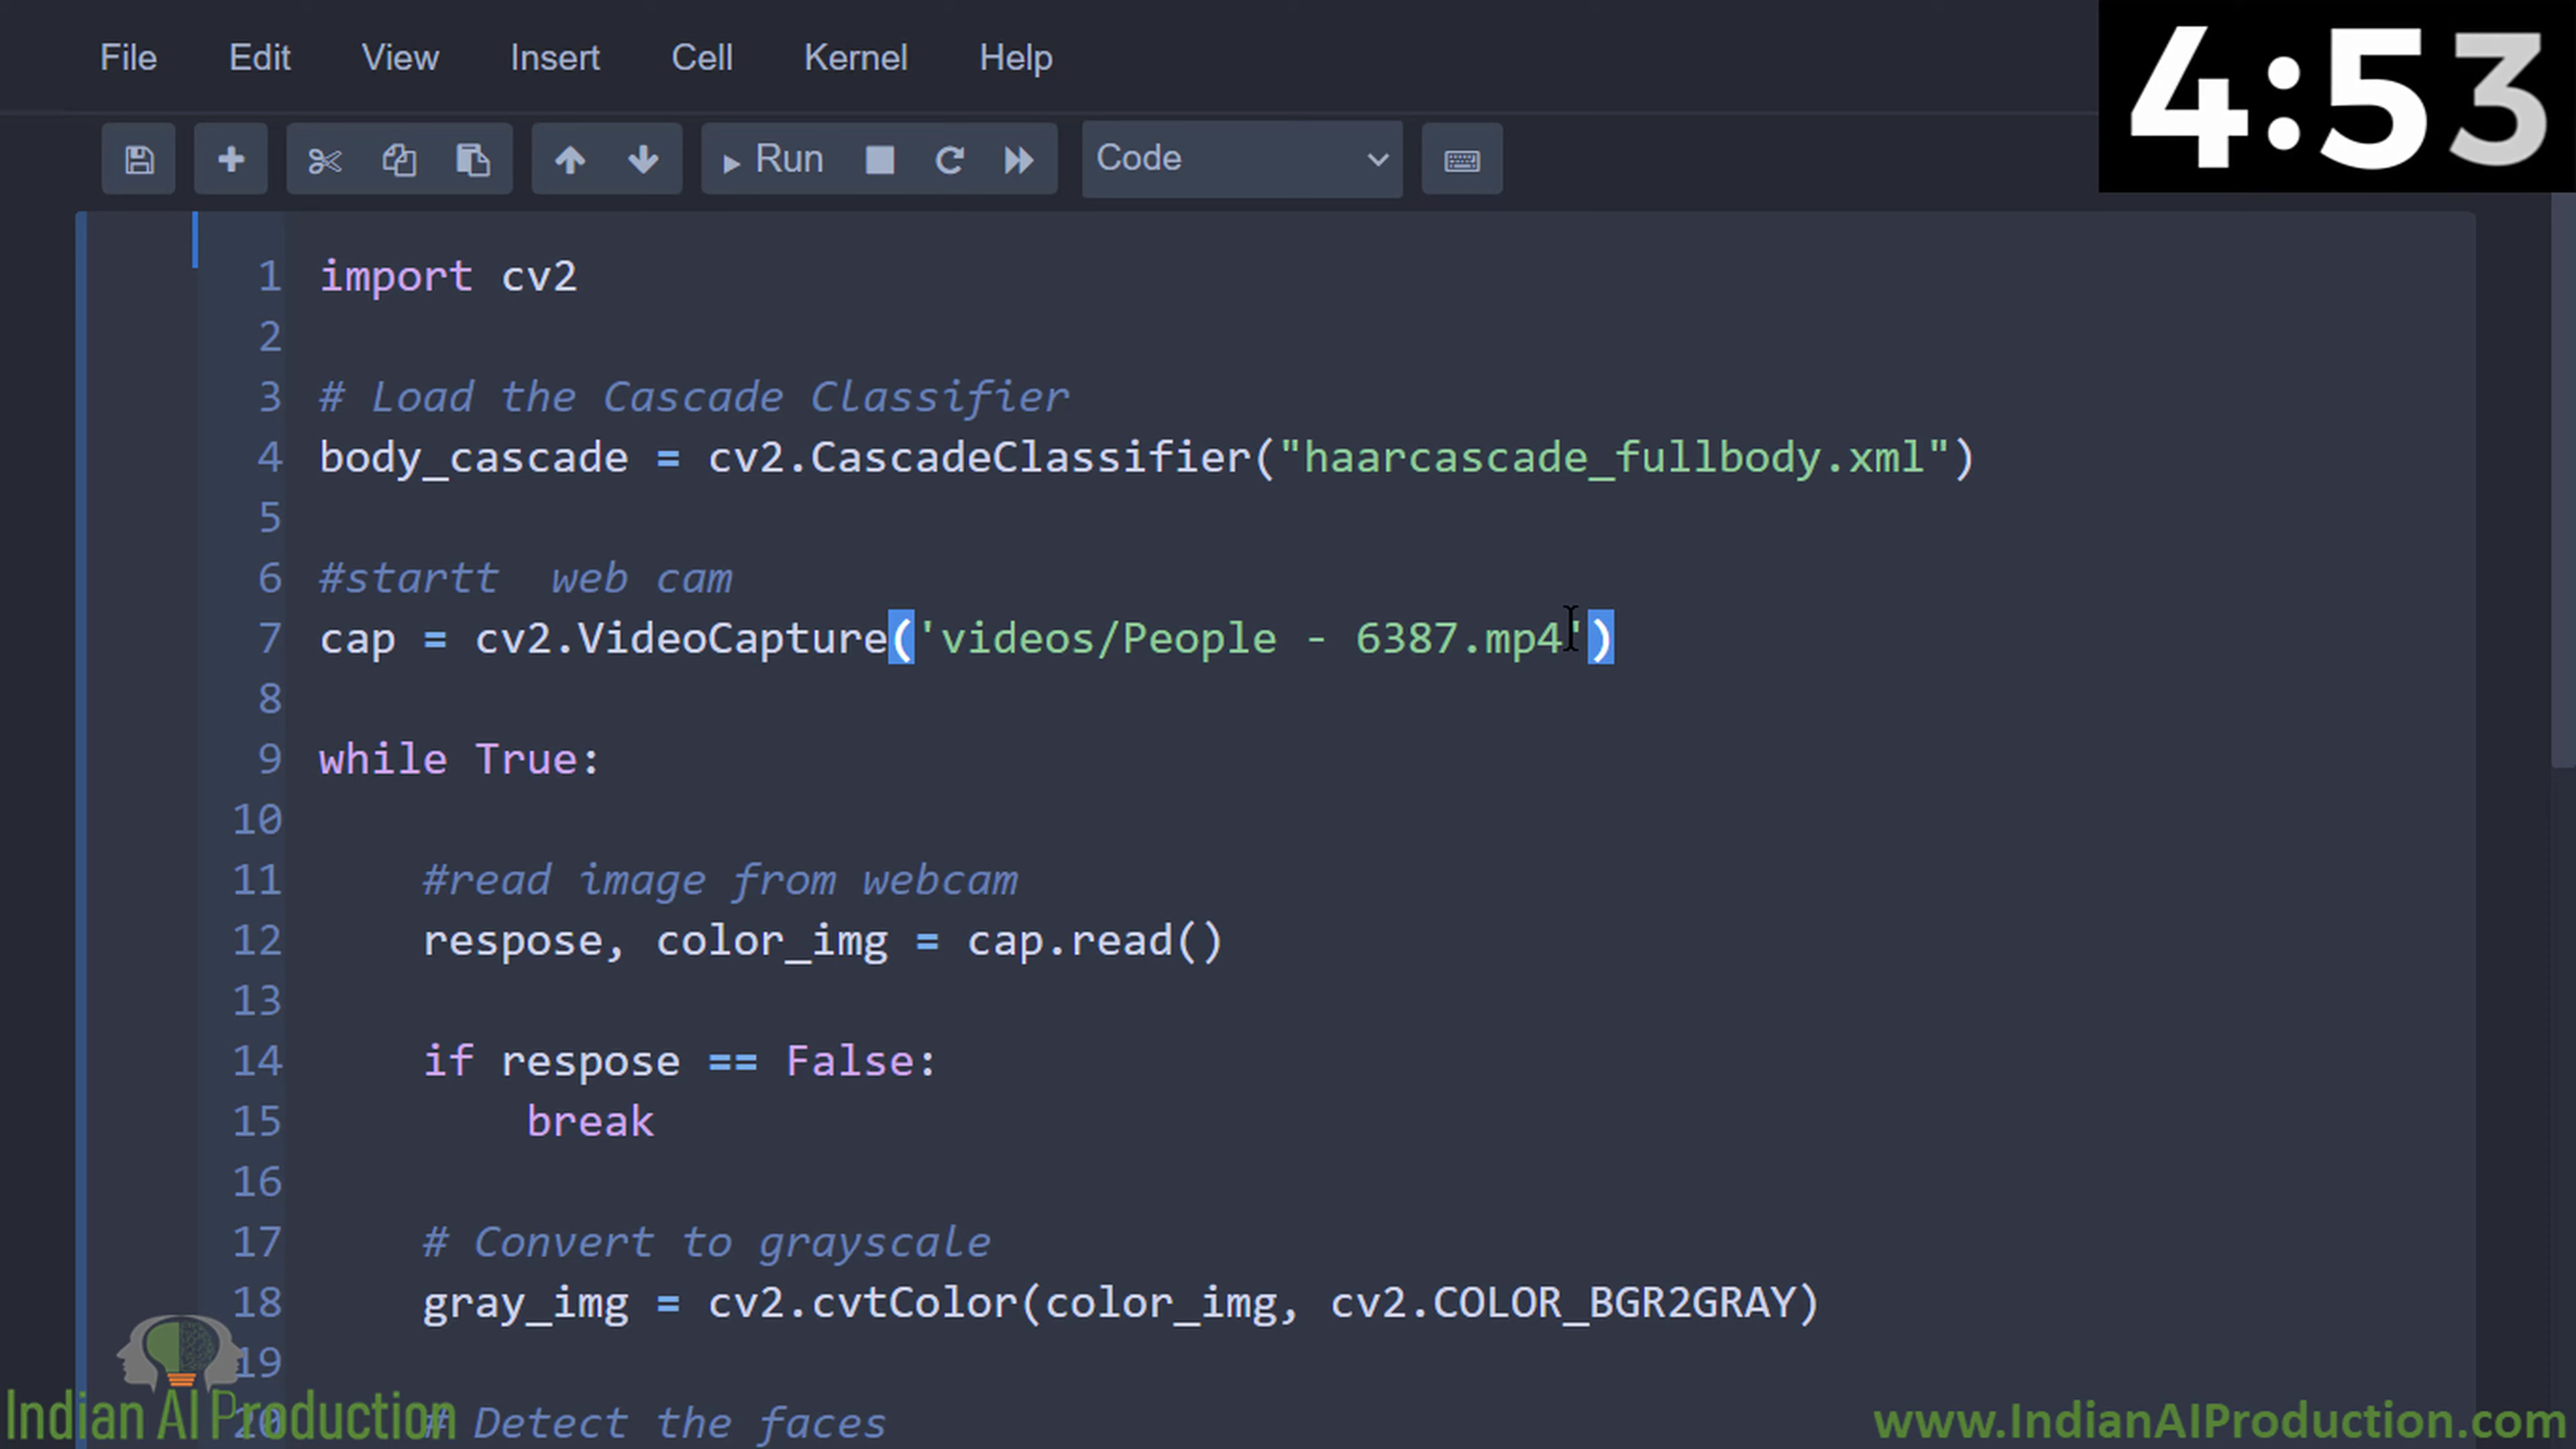 File Edit View Insert Cell Kernel Help
4:53
Run Code
1 import cv2
2
3 # Load the Cascade Classifier
4 body_cascade = cv2.CascadeClassifier("haarcascade_fullbody.xml")
5
6 #startt  web cam
7 cap = cv2.VideoCapture('videos/People - 6387.mp4')
8
9 while True:
10
11     #read image from webcam
12     respose, color_img = cap.read()
13
14     if respose == False:
15         break
16
17     # Convert to grayscale
18     gray_img = cv2.cvtColor(color_img, cv2.COLOR_BGR2GRAY)
19
20     # Detect the faces
Indian AI Production
www.IndianAIProduction.com